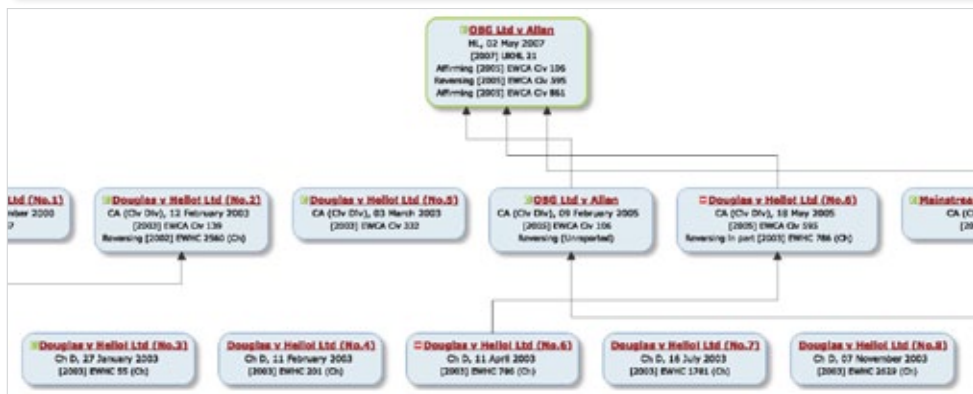 OBG Ltd v Allan
HL, 02 May 2007
[2007] UKHL 21
Affirming [2005] EWCA Civ 106
Reversing [2005] EWCA Civ 595
Affirming [2005] EWCA Civ 861
Ltd (No.1)
mber 2000
7
Douglas v Hello! Ltd (No.2)
CA (Civ Div), 12 February 2003
[2003] EWCA Civ 139
Reversing [2002] EWHC 2560 (Ch)
Douglas v Hello! Ltd (No.5)
CA (Civ Div), 03 March 2003
[2003] EWCA Civ 332
OBG Ltd v Allan
CA (Civ Div), 09 February 2005
[2005] EWCA Civ 106
Reversing (Unreported)
Douglas v Hello! Ltd (No.6)
CA (Civ Div), 18 May 2005
[2005] EWCA Civ 595
Reversing in part [2003] EWHC 786 (Ch)
Mainstrea
CA (C
[20
Douglas v Hello! Ltd (No.3)
Ch D, 27 January 2003
[2003] EWHC 55 (Ch)
Douglas v Hello! Ltd (No.4)
Ch D, 11 February 2003
[2003] EWHC 201 (Ch)
Douglas v Hello! Ltd (No.6)
Ch D, 11 April 2003
[2003] EWHC 786 (Ch)
Douglas v Hello! Ltd (No.7)
Ch D, 16 July 2003
[2003] EWHC 1781 (Ch)
Douglas v Hello! Ltd (No.8)
Ch D, 07 November 2003
[2003] EWHC 2629 (Ch)